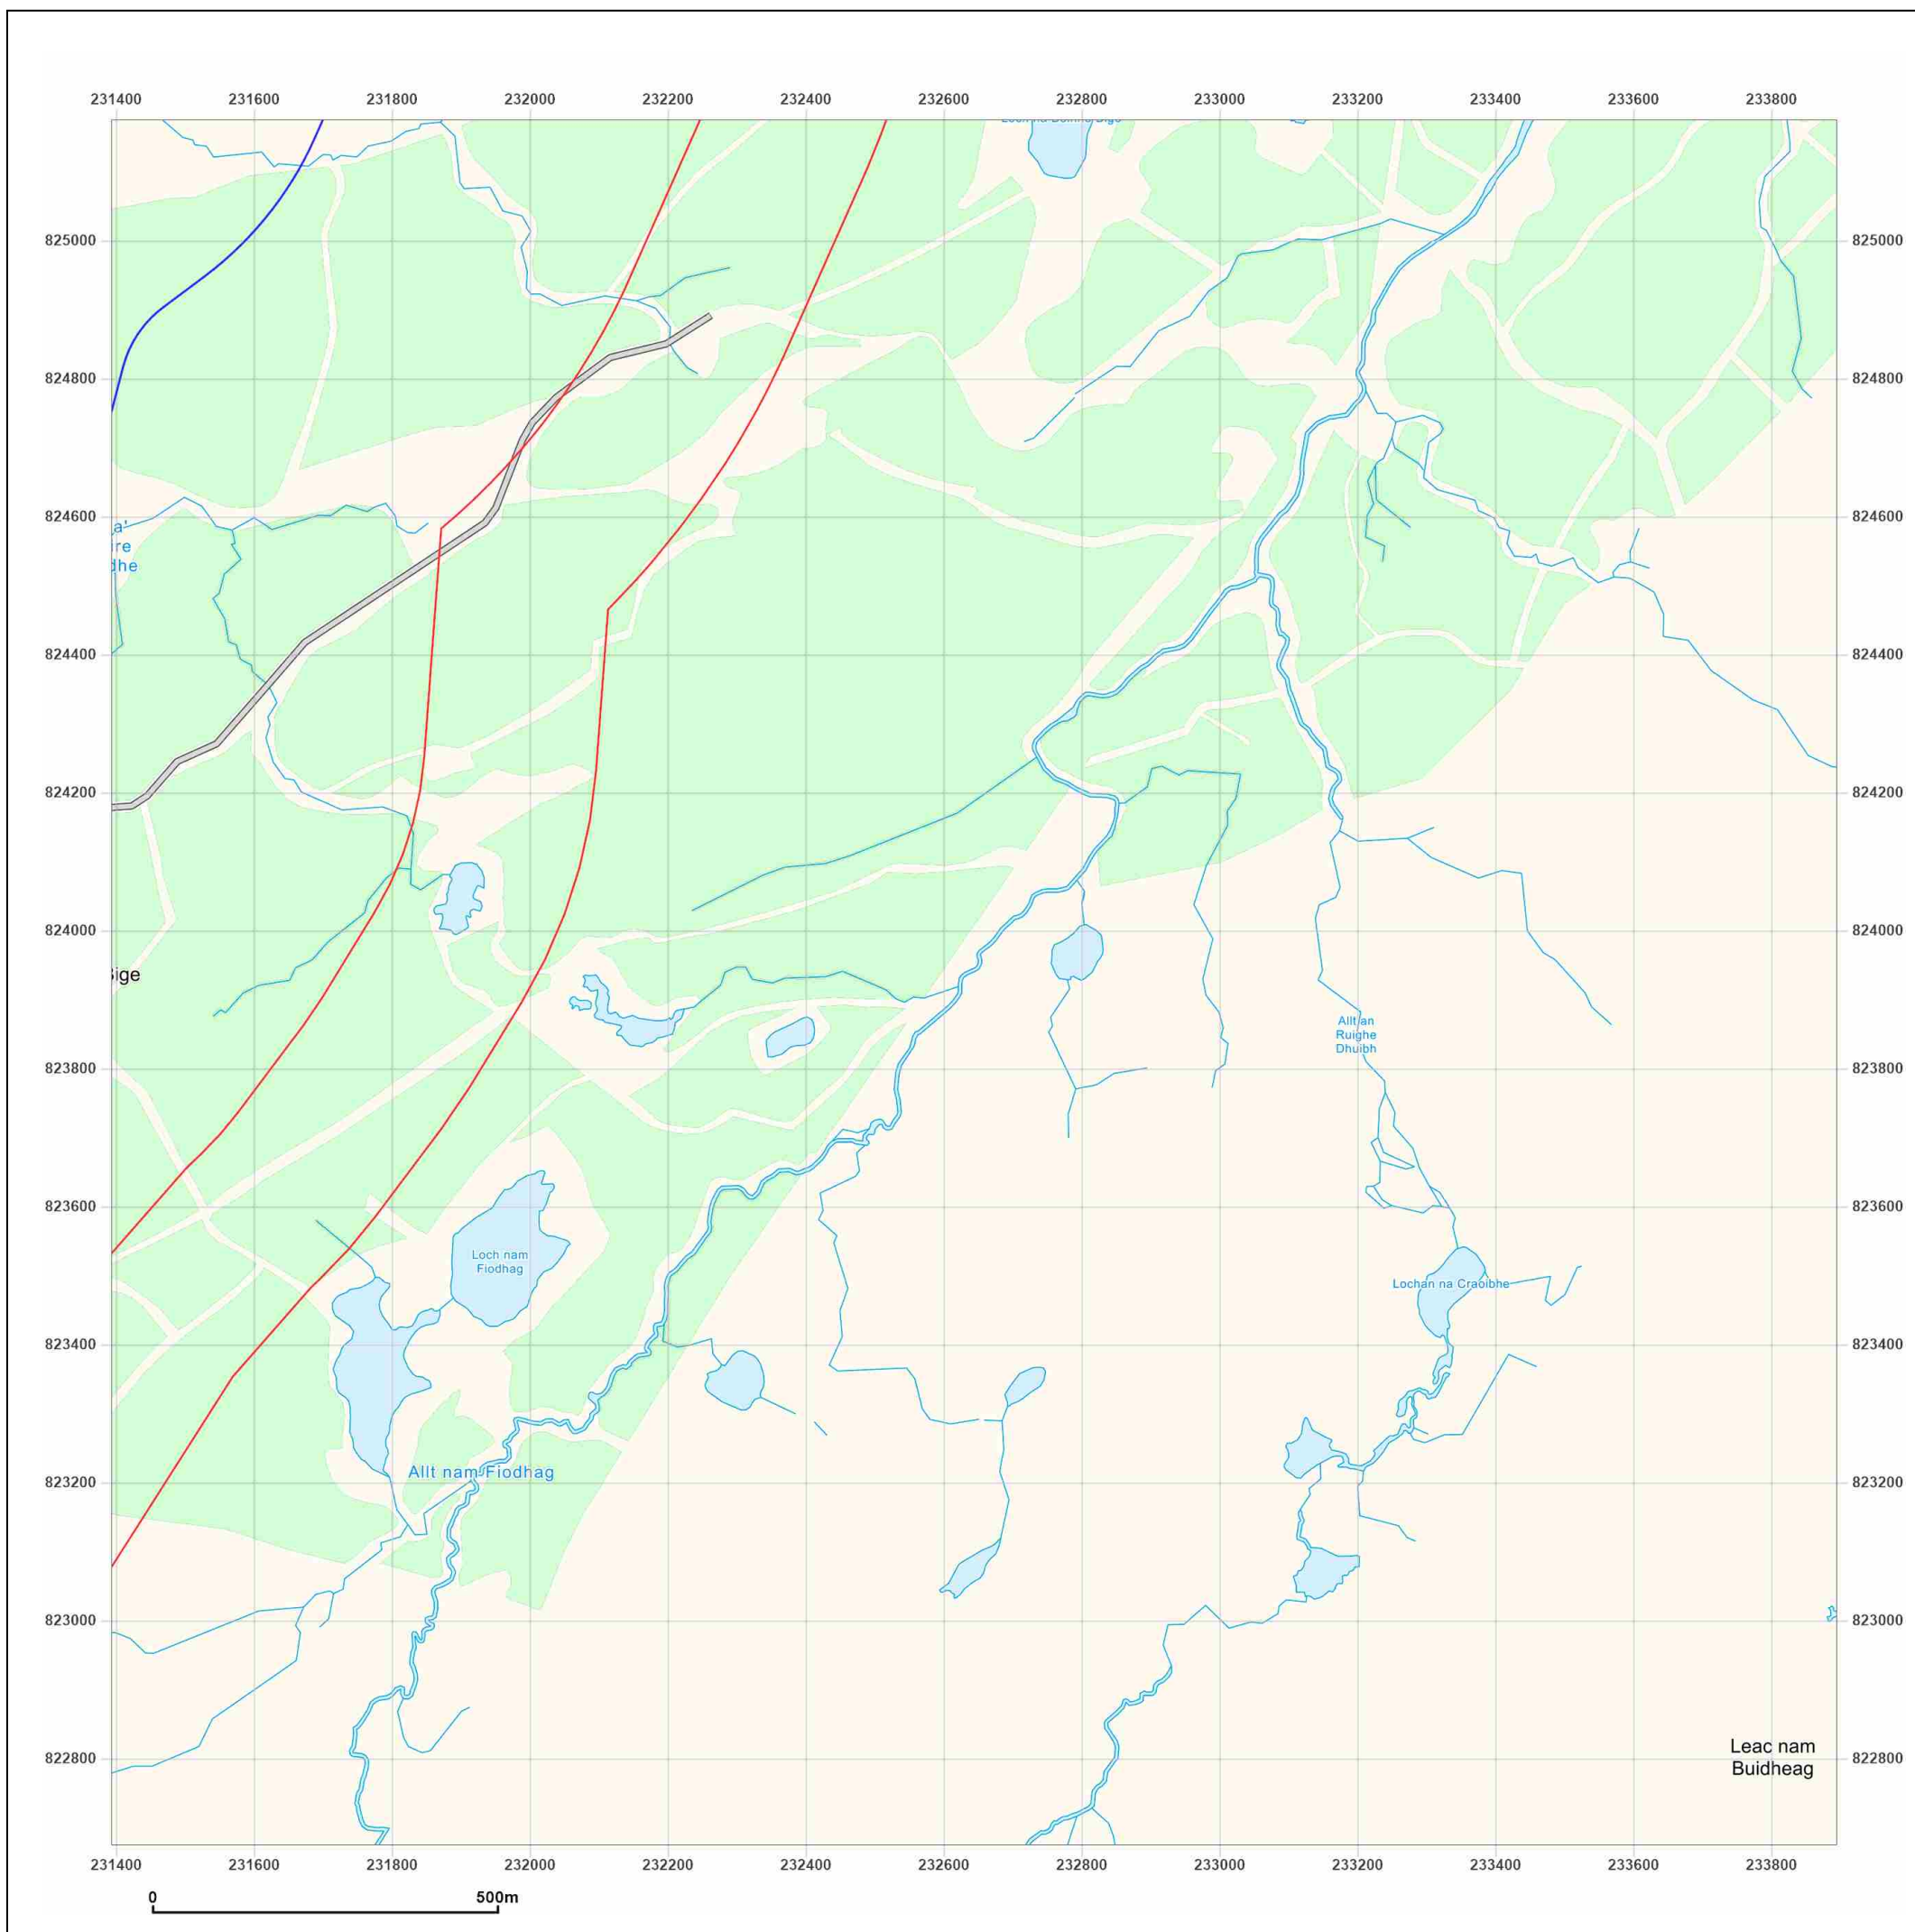 231400 231600 231800 232000 232200 232400 232600 232800 233000 233200 233400 233600 233800
825000 825000
824800 824800
824600 824600
a'
ire
dhe
824400 824400
824200 824200
824000 824000
Bige
Allt an
Ruighe
Dhuibh
823800 823800
823600 823600
Loch nam
Fiodhag
Lochan na Craoibhe
823400 823400
Allt nam Fiodhag
823200 823200
823000 823000
Leac nam
Buidheag
822800 822800
231400 231600 231800 232000 232200 232400 232600 232800 233000 233200 233400 233600 233800
0 500m